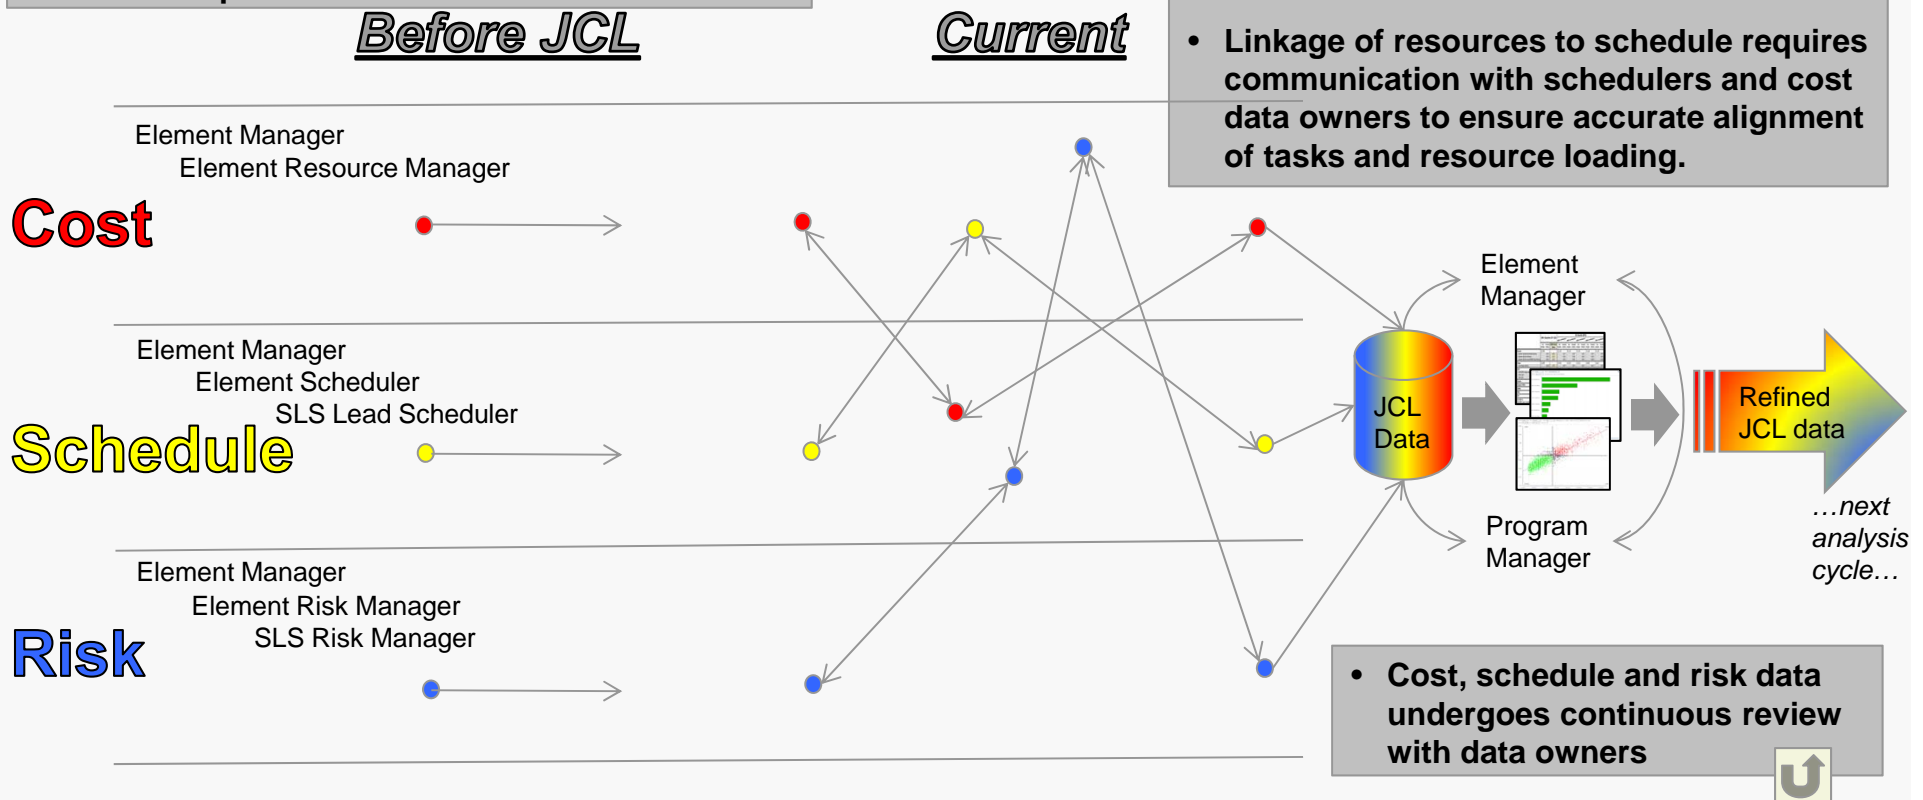 Before JCL
Current
• Linkage of resources to schedule requires
communication with schedulers and cost
data owners to ensure accurate alignment
of tasks and resource loading.
Element Manager
Element Resource Manager
Cost
Element Manager
Element Scheduler
SLS Lead Scheduler
Schedule
Element Manager
Element Risk Manager
SLS Risk Manager
Risk
Element
Manager
JCL
Data
Program
Manager
Refined
JCL data
…next
analysis
cycle…
• Cost, schedule and risk data
undergoes continuous review
with data owners